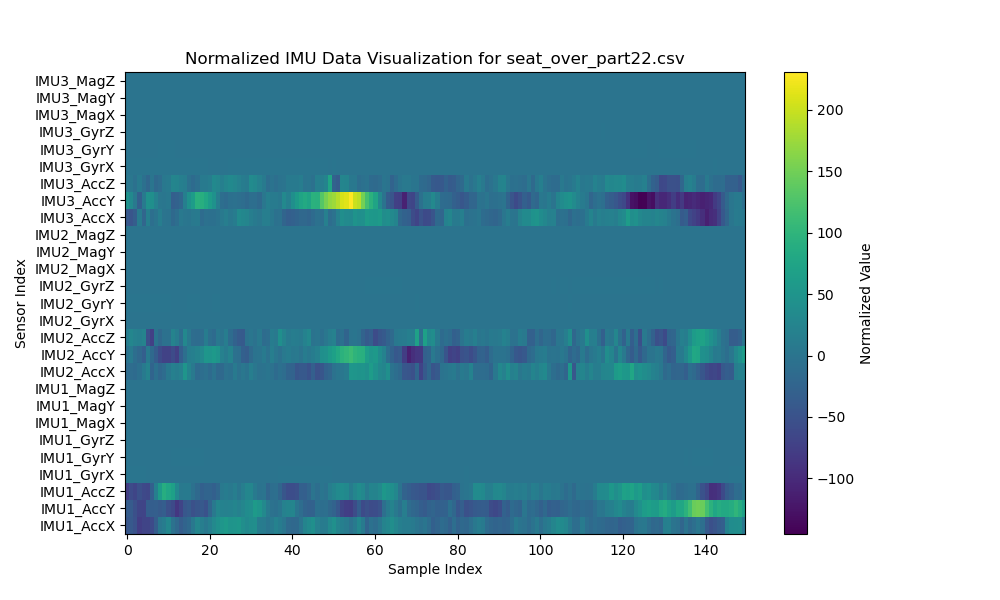 Normalized IMU Data Visualization for seat_over_part22.csv
IMU3_MagZ
IMU3_MagY
IMU3_MagX
IMU3_GyrZ
IMU3_GyrY
IMU3_GyrX
IMU3_AccZ
IMU3_AccY
IMU3_AccX
IMU2_MagZ
IMU2_MagY
IMU2_MagX
IMU2_GyrZ
IMU2_GyrY
IMU2_GyrX
IMU2_AccZ
IMU2_AccY
IMU2_AccX
IMU1_MagZ
IMU1_MagY
IMU1_MagX
IMU1_GyrZ
IMU1_GyrY
IMU1_GyrX
IMU1_AccZ
IMU1_AccY
IMU1_AccX
Sensor Index
0 20 40 60 80 100 120 140
Sample Index
200
150
100
50
0
−50
−100
Normalized Value